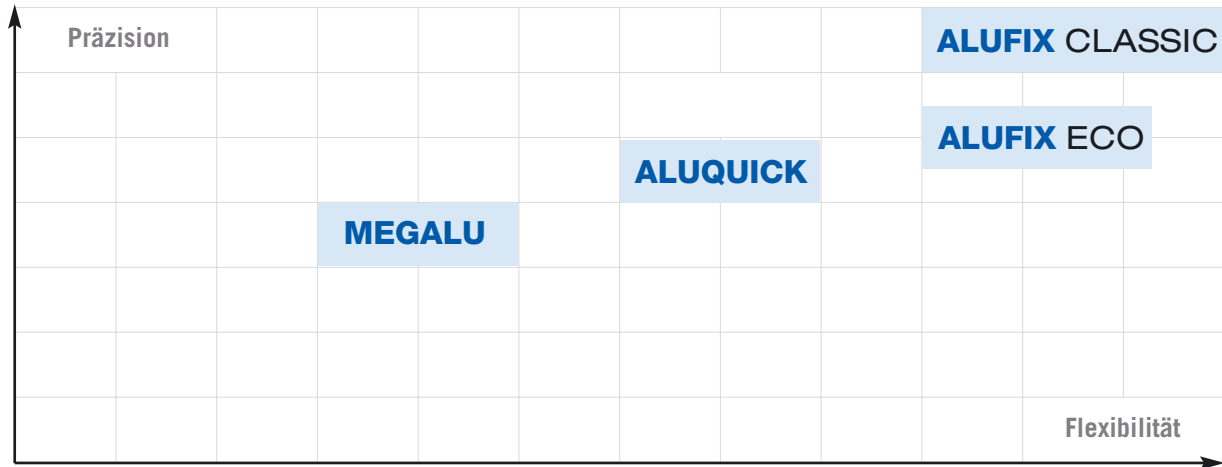 Präzision
ALUFIX CLASSIC
ALUFIX ECO
ALUQUICK
MEGALU
Flexibilität